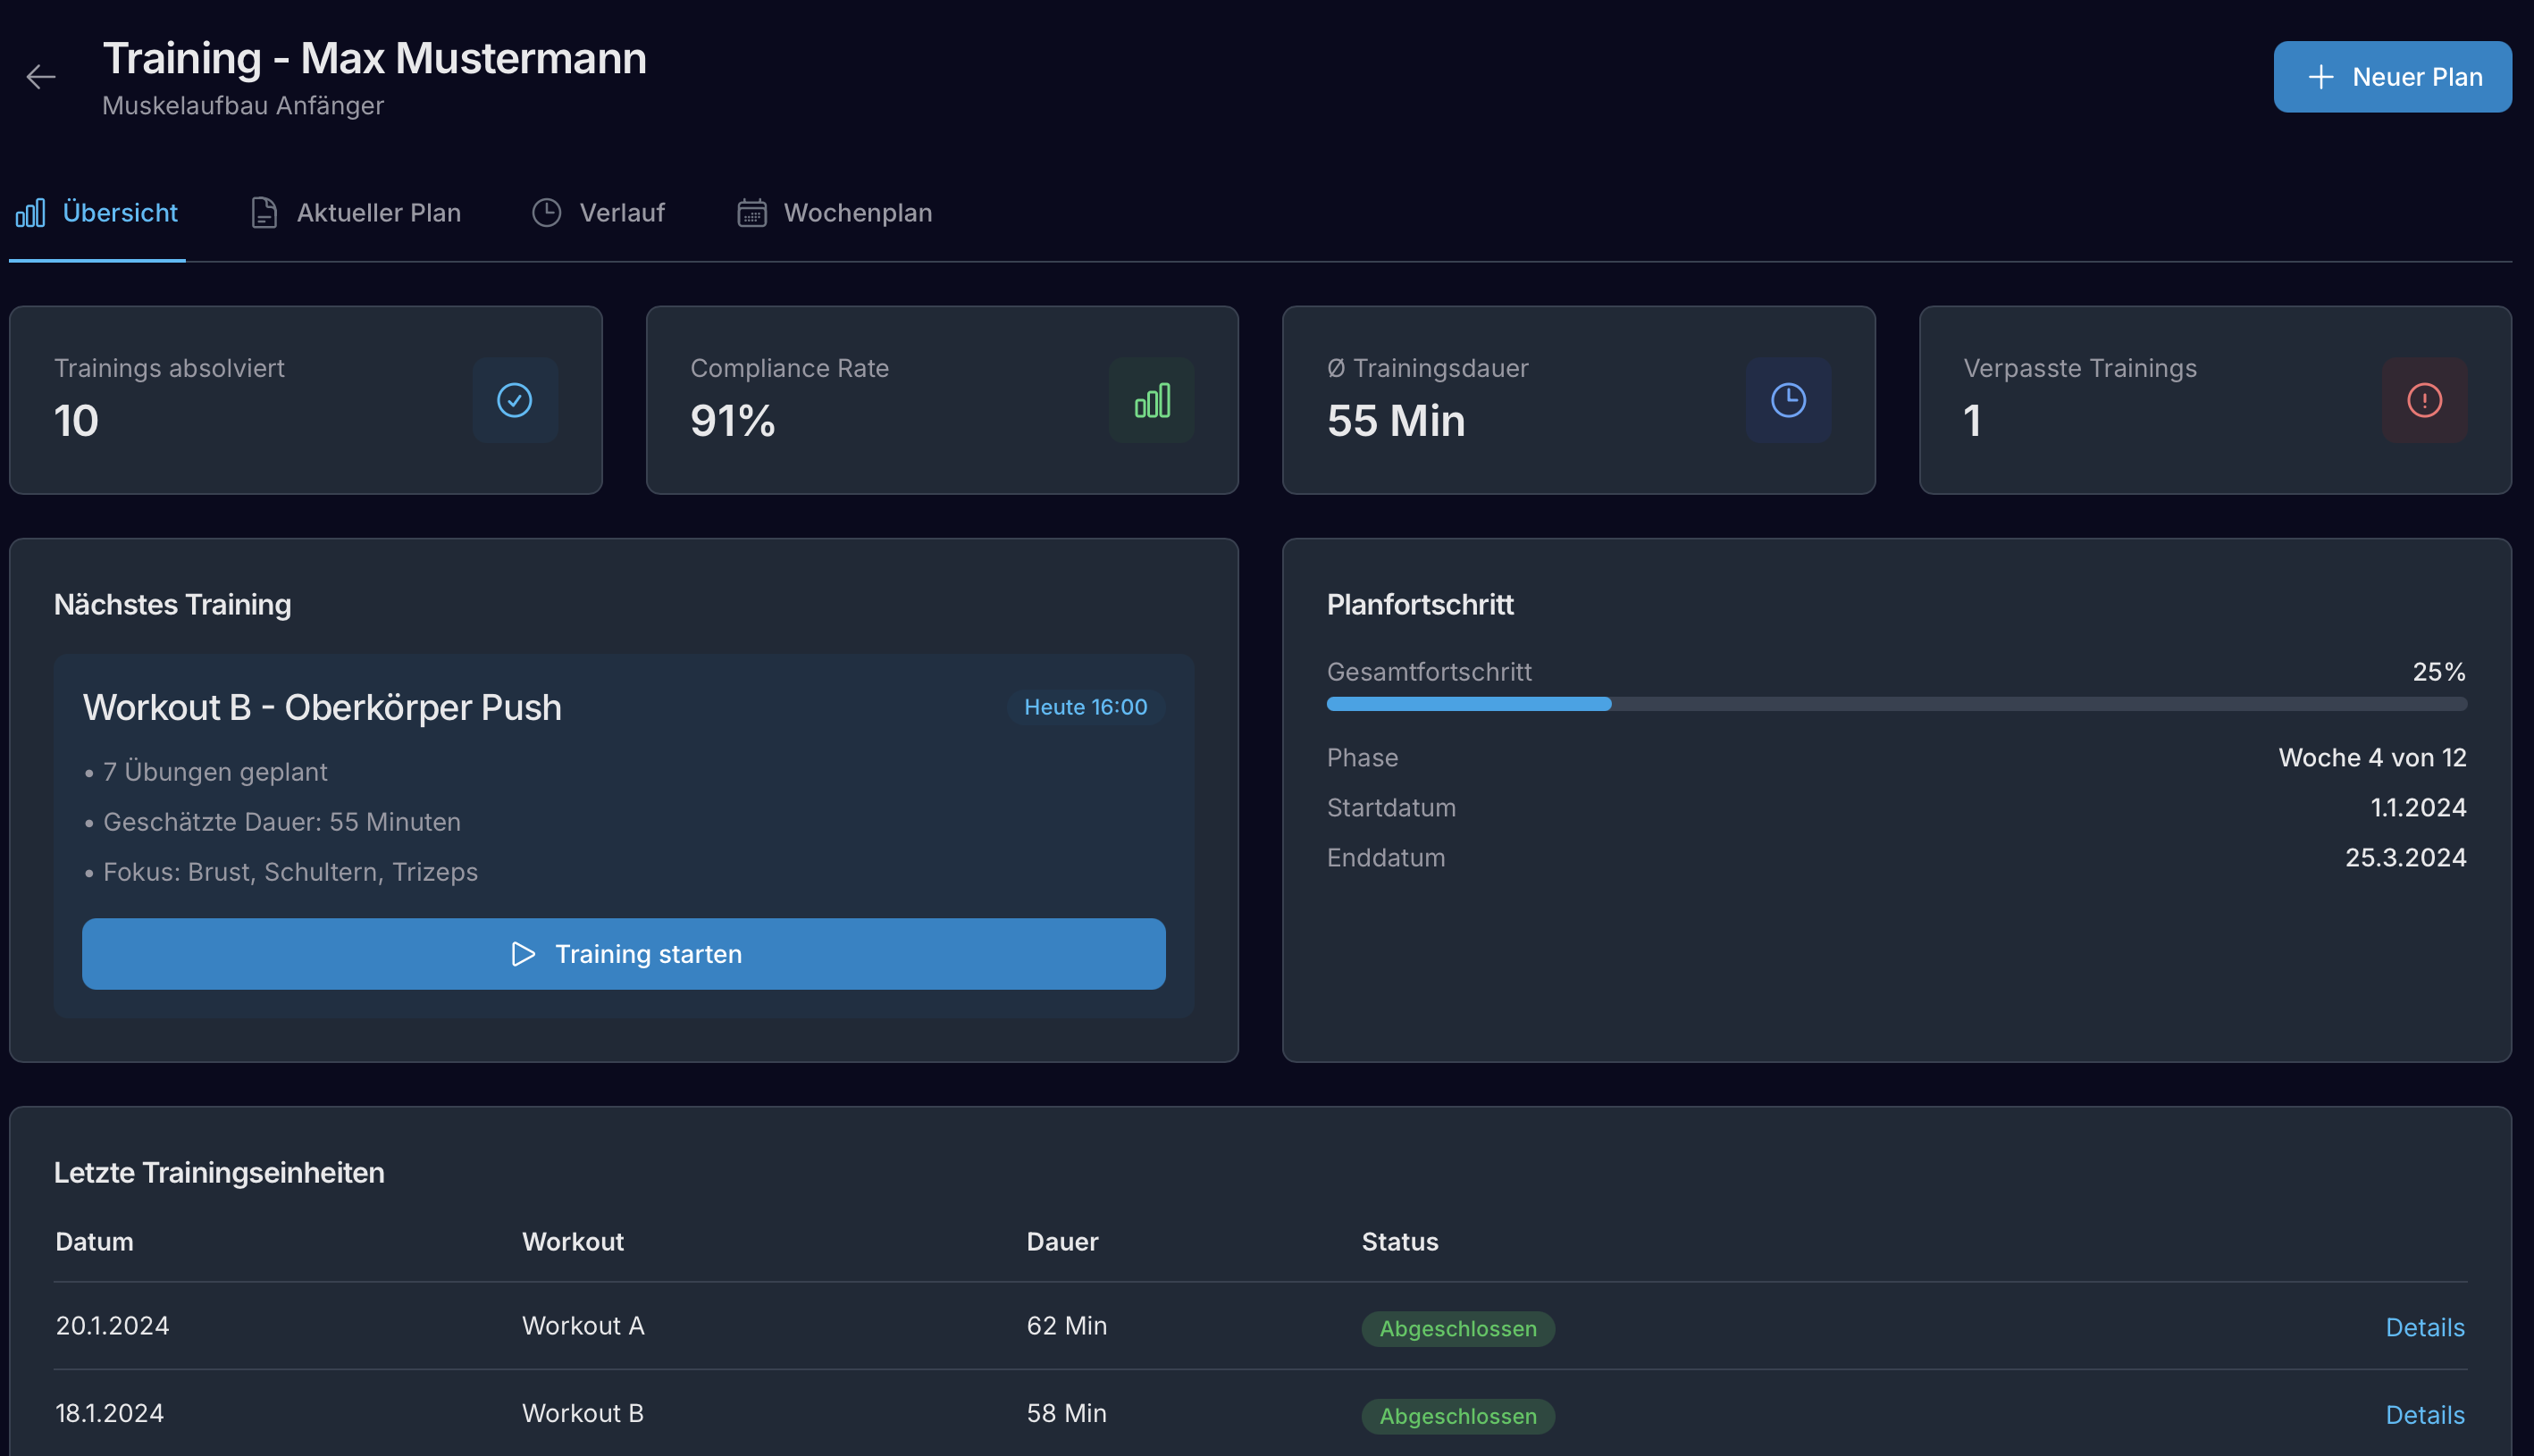 Training - Max Mustermann
Muskelaufbau Anfänger
Neuer Plan
Übersicht
Aktueller Plan
Verlauf
Wochenplan
Trainings absolviert
10
Compliance Rate
91%
Ø Trainingsdauer
55 Min
Verpasste Trainings
1
Nächstes Training
Workout B - Oberkörper Push
Heute 16:00
• 7 Übungen geplant
• Geschätzte Dauer: 55 Minuten
• Fokus: Brust, Schultern, Trizeps
Training starten
Planfortschritt
Gesamtfortschritt 25%
Phase Woche 4 von 12
Startdatum 1.1.2024
Enddatum 25.3.2024
Letzte Trainingseinheiten
Datum Workout Dauer Status
20.1.2024 Workout A 62 Min Abgeschlossen Details
18.1.2024 Workout B 58 Min Abgeschlossen Details